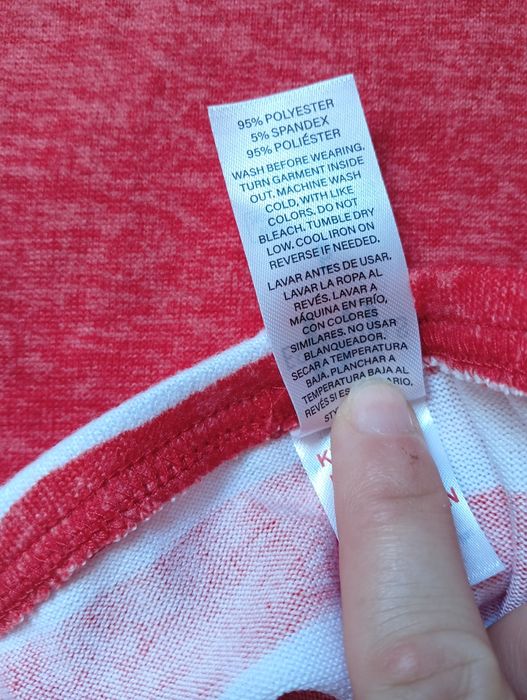 95% POLYESTER
5% SPANDEX
95% POLIÉSTER
WASH BEFORE WEARING.
TURN GARMENT INSIDE
OUT. MACHINE WASH
COLD, WITH LIKE
COLORS. DO NOT
BLEACH. TUMBLE DRY
LOW. COOL IRON ON
REVERSE IF NEEDED.
LAVAR ANTES DE USAR.
LAVAR LA ROPA AL
REVÉS. LAVAR A
MÁQUINA EN FRÍO,
CON COLORES
SIMILARES. NO USAR
BLANQUEADOR.
SECAR A TEMPERATURA
BAJA. PLANCHAR A
TEMPERATURA BAJA AL
REVÉS SI